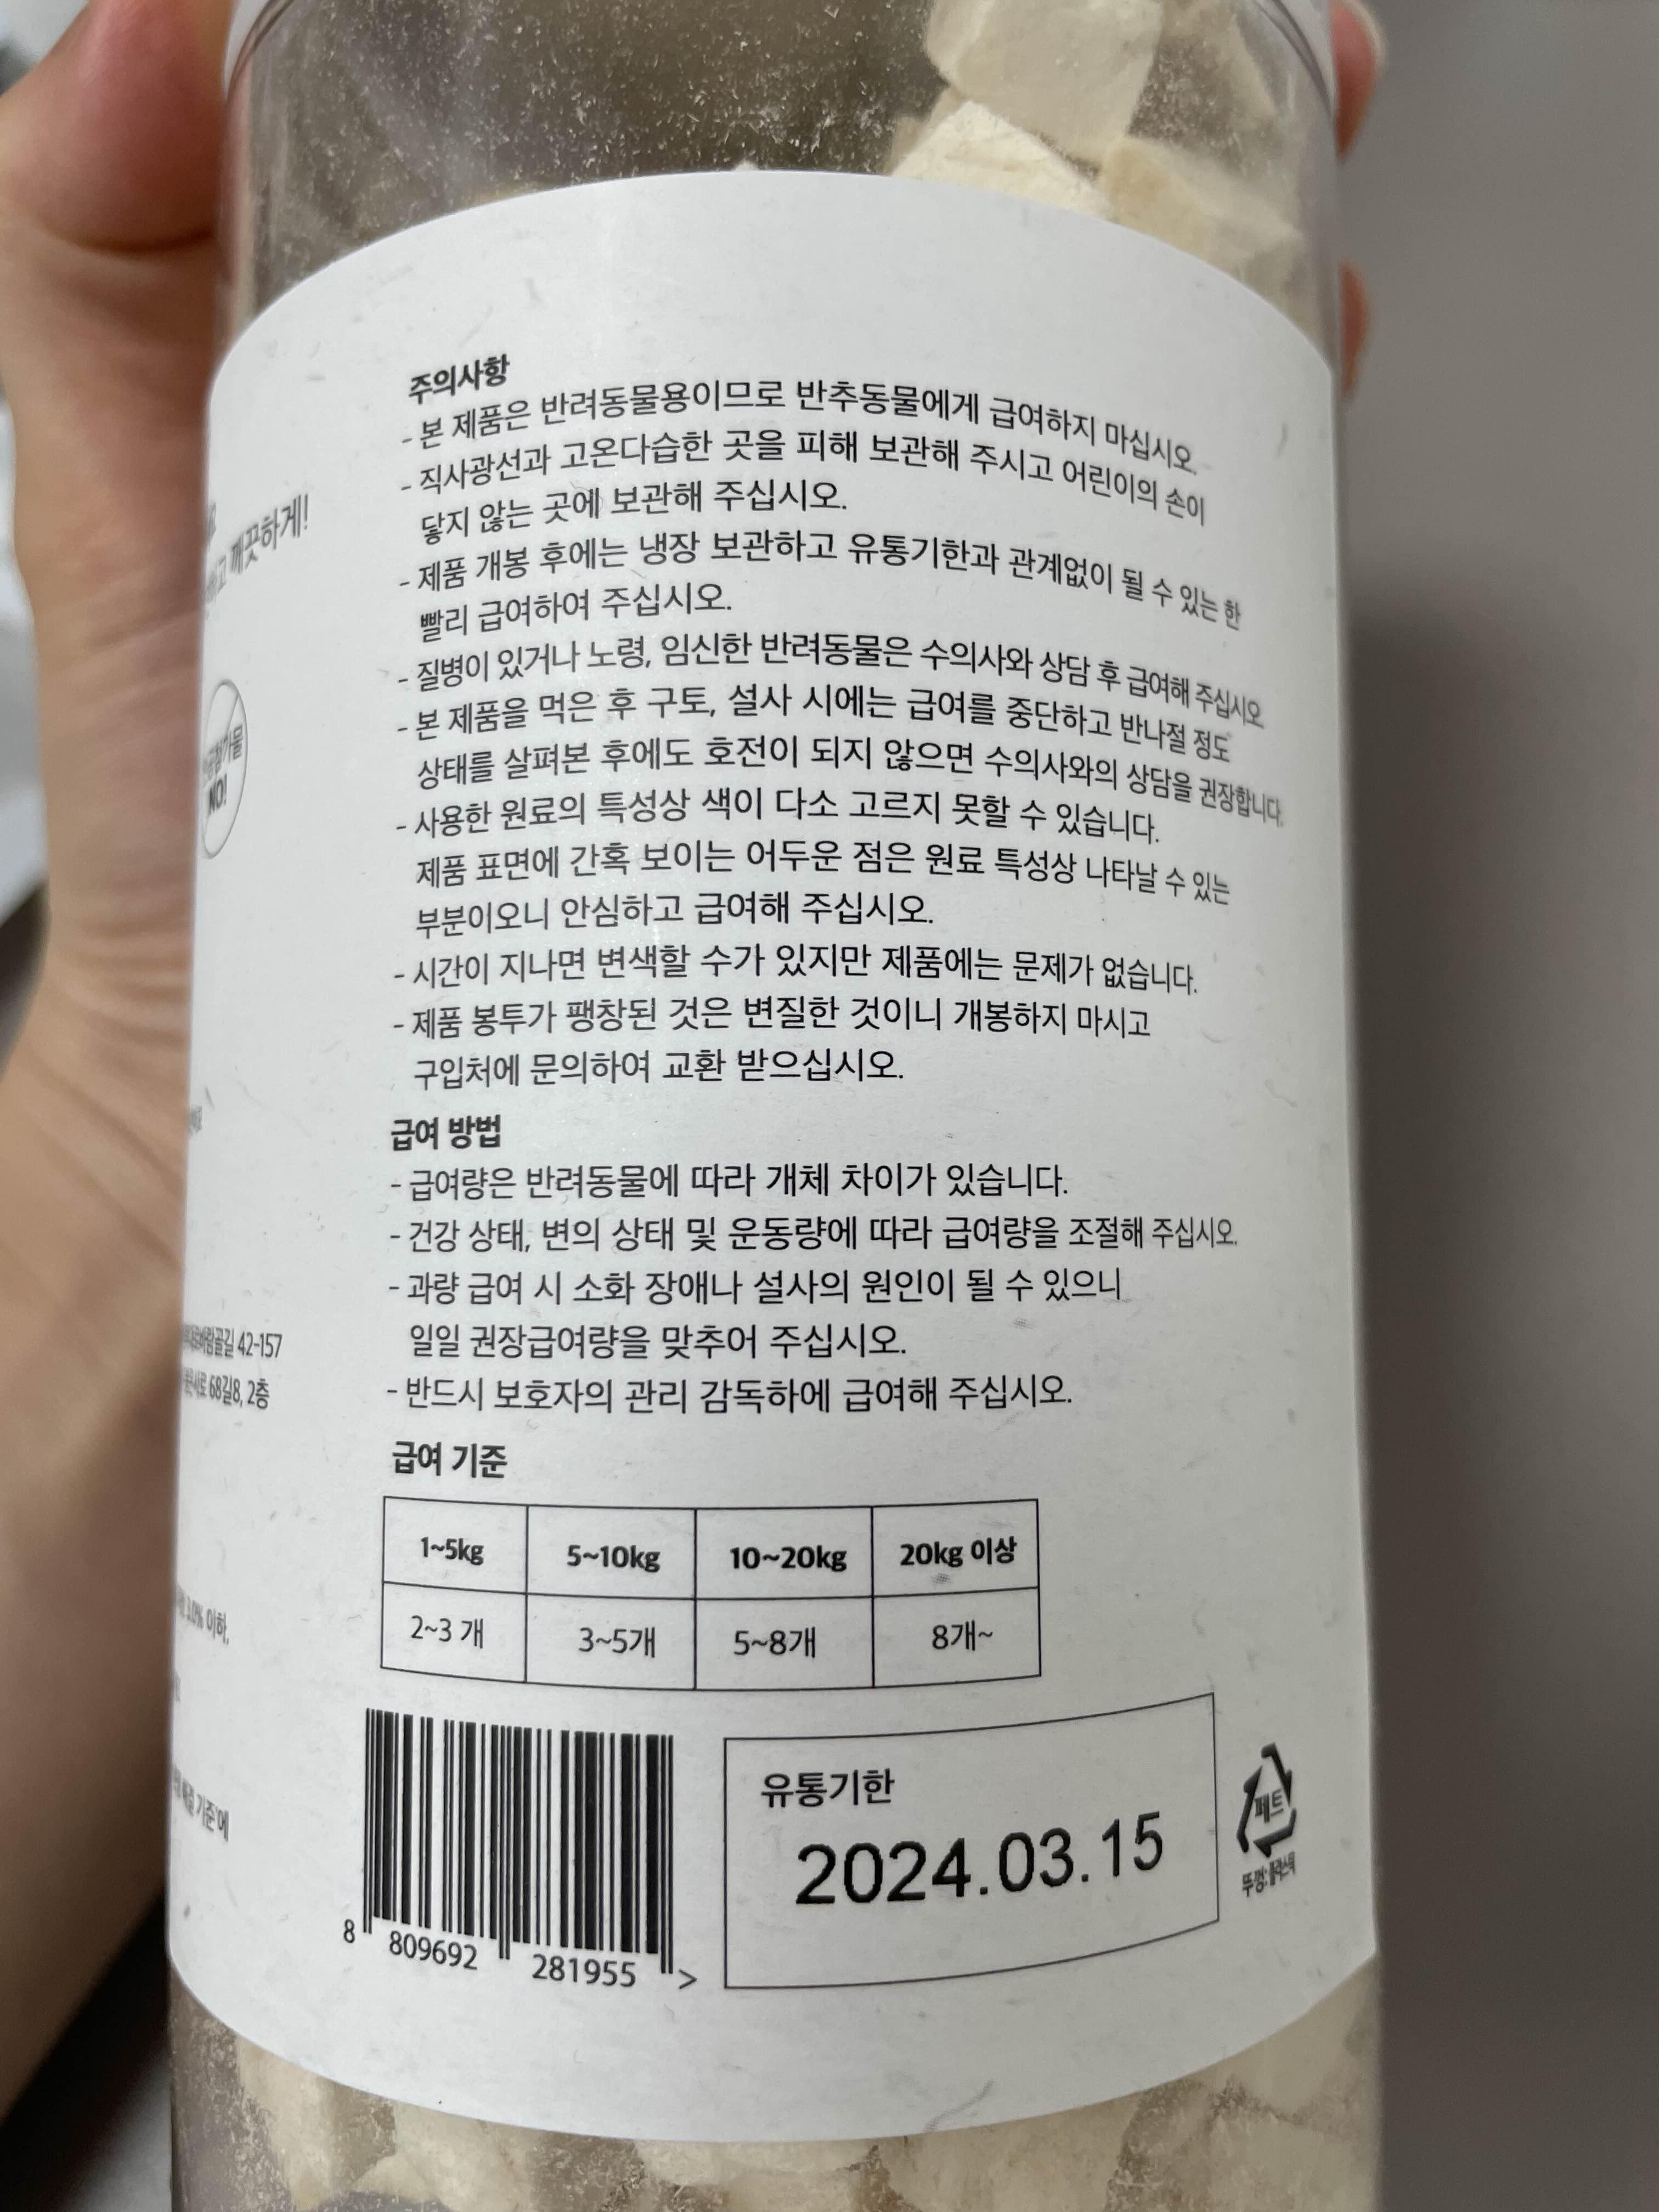 깨끗하게!
NO!
42-157
68길8, 2층
3.0% 이하,
기준'에
주의사항
- 본 제품은 반려동물용이므로 반추동물에게 급여하지 마십시오.
- 직사광선과 고온다습한 곳을 피해 보관해 주시고 어린이의 손이
닿지 않는 곳에 보관해 주십시오.
- 제품 개봉 후에는 냉장 보관하고 유통기한과 관계없이 될 수 있는 한
빨리 급여하여 주십시오.
- 질병이 있거나 노령, 임신한 반려동물은 수의사와 상담 후 급여해 주십시오
- 본 제품을 먹은 후 구토, 설사 시에는 급여를 중단하고 반나절 정도
상태를 살펴본 후에도 호전이 되지 않으면 수의사와의 상담을 권장합니다.
- 사용한 원료의 특성상 색이 다소 고르지 못할 수 있습니다.
제품 표면에 간혹 보이는 어두운 점은 원료 특성상 나타날 수 있는
부분이오니 안심하고 급여해 주십시오.
- 시간이 지나면 변색할 수가 있지만 제품에는 문제가 없습니다.
- 제품 봉투가 팽창된 것은 변질한 것이니 개봉하지 마시고
구입처에 문의하여 교환 받으십시오.
급여 방법
- 급여량은 반려동물에 따라 개체 차이가 있습니다.
- 건강 상태, 변의 상태 및 운동량에 따라 급여량을 조절해 주십시오.
- 과량 급여 시 소화 장애나 설사의 원인이 될 수 있으니
일일 권장급여량을 맞추어 주십시오.
- 반드시 보호자의 관리 감독하에 급여해 주십시오.
급여 기준
1~5kg 5~10kg 10~20kg 20kg 이상
2~3 개 3~5개 5~8개 8개~
8 809692 281955 >
유통기한
2024.03.15
페트
뚜껑:플라스틱